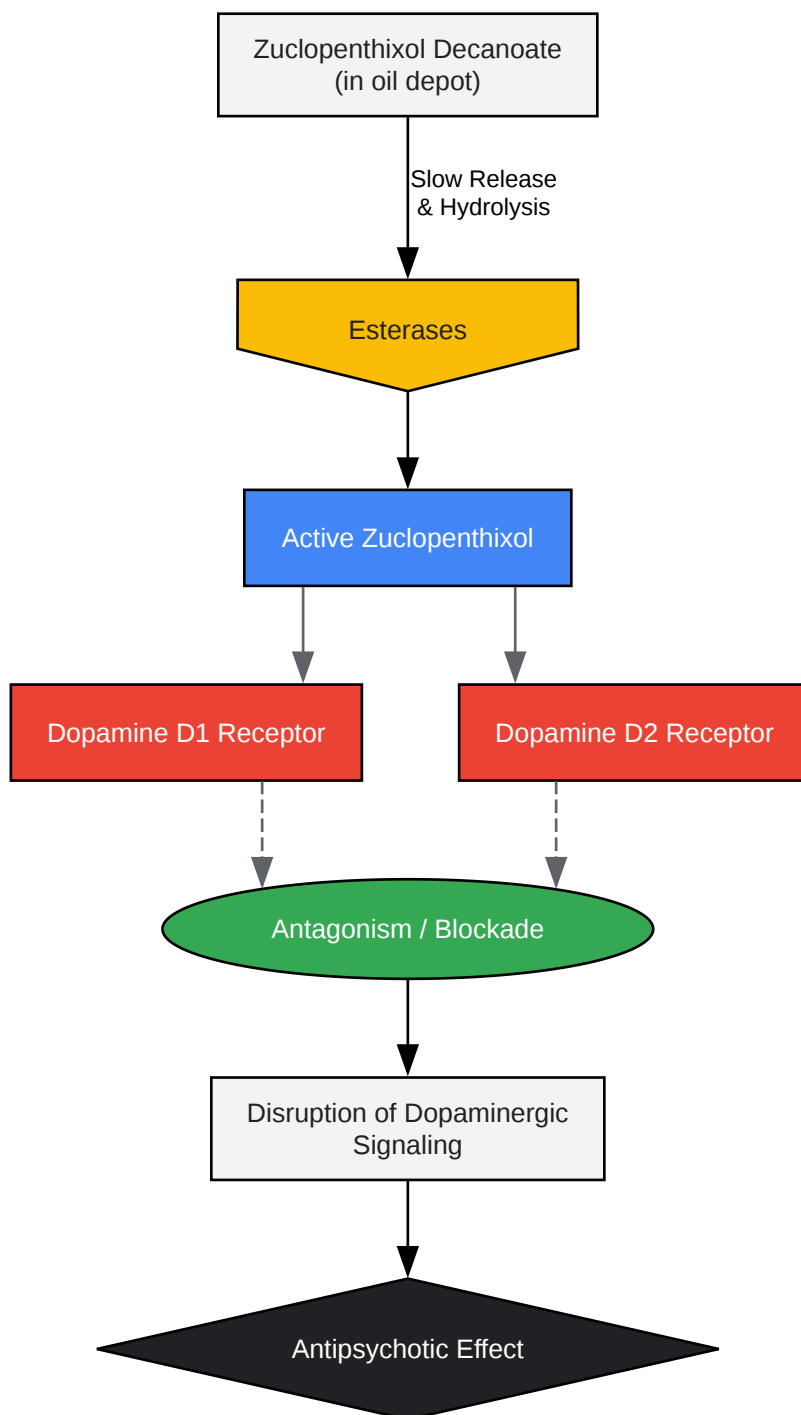 Zuclopenthixol Decanoate
(in oil depot)
Slow Release
& Hydrolysis
Esterases
Active Zuclopenthixol
Dopamine D1 Receptor
Dopamine D2 Receptor
Antagonism / Blockade
Disruption of Dopaminergic
Signaling
Antipsychotic Effect